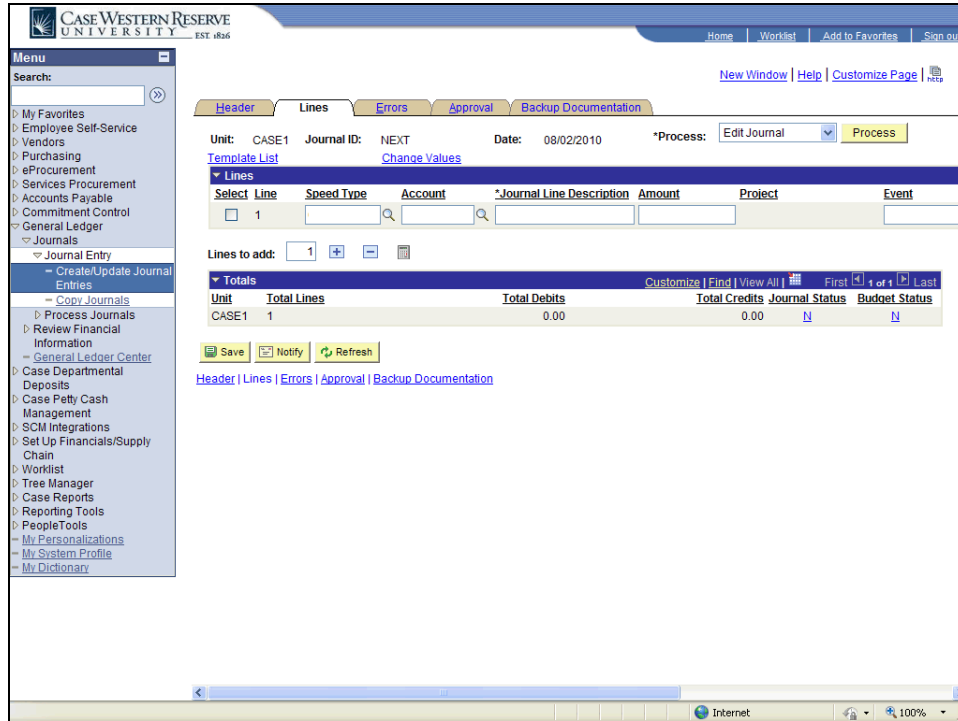 CASE WESTERN RESERVE
UNIVERSITY EST. 1826
Home | Worklist | Add to Favorites | Sign ou
Menu
Search:
My Favorites
Employee Self-Service
Vendors
Purchasing
eProcurement
Services Procurement
Accounts Payable
Commitment Control
General Ledger
Journals
Journal Entry
Create/Update Journal
Entries
Copy Journals
Process Journals
Review Financial
Information
General Ledger Center
Case Departmental
Deposits
Case Petty Cash
Management
SCM Integrations
Set Up Financials/Supply
Chain
Worklist
Tree Manager
Case Reports
Reporting Tools
PeopleTools
My Personalizations
My System Profile
My Dictionary
New Window | Help | Customize Page | http
Header Lines Errors Approval Backup Documentation
Unit: CASE1 Journal ID: NEXT Date: 08/02/2010 *Process: Edit Journal Process
Template List Change Values
Lines
Select Line Speed Type Account *Journal Line Description Amount Project Event
1
Lines to add: 1
Totals Customize | Find | View All | First 1 of 1 Last
Unit Total Lines Total Debits Total Credits Journal Status Budget Status
CASE1 1 0.00 0.00 N N
Save Notify Refresh
Header | Lines | Errors | Approval | Backup Documentation
Internet 100%